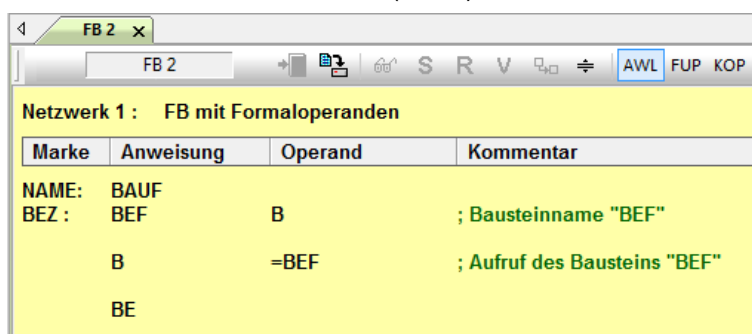 FB 2 x
FB 2 S R V AWL FUP KOP
Netzwerk 1 : FB mit Formaloperanden
Marke Anweisung Operand Kommentar
NAME: BAUF
BEZ : BEF B ; Bausteinname "BEF"
B =BEF ; Aufruf des Bausteins "BEF"
BE